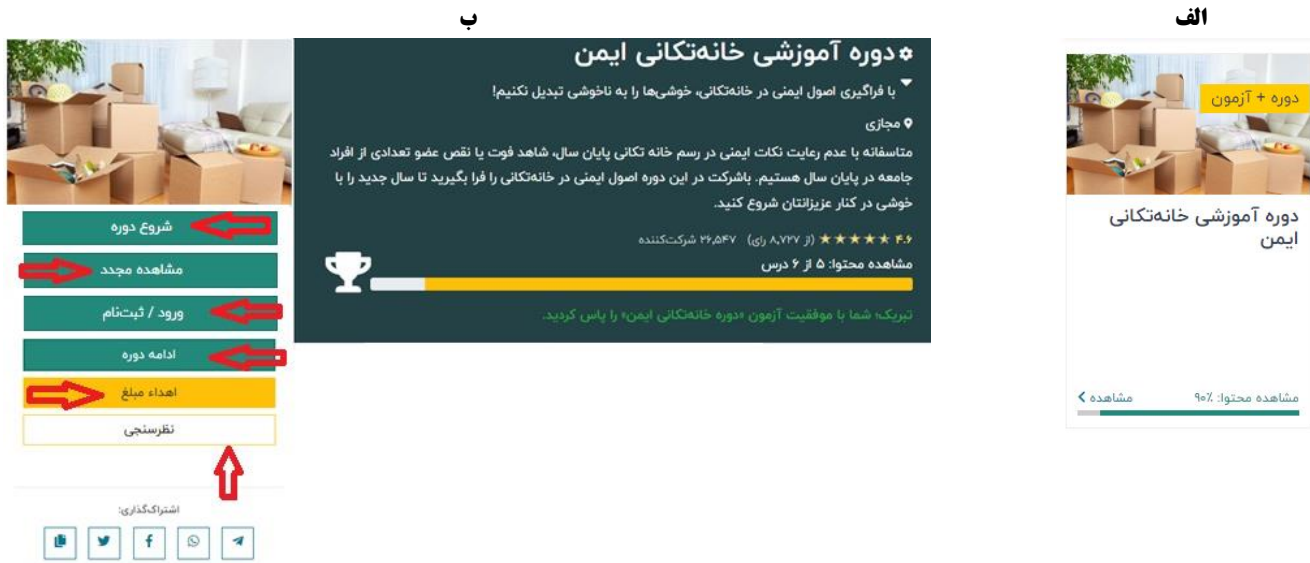 الف
دوره + آزمون
دوره آموزشی خانه‌تکانی
ایمن
مشاهده محتوا: ۹۰٪ مشاهده
ب
دوره آموزشی خانه‌تکانی ایمن
با فراگیری اصول ایمنی در خانه‌تکانی، خوشی‌ها را به ناخوشی تبدیل نکنیم!
مجازی
متاسفانه با عدم رعایت نکات ایمنی در رسم خانه تکانی پایان سال، شاهد فوت یا نقص عضو تعدادی از افراد
جامعه در پایان سال هستیم. باشرکت در این دوره اصول ایمنی در خانه‌تکانی را فرا بگیرید تا سال جدید را با
خوشی در کنار عزیزانتان شروع کنید.
۴.۶ (از ۸,۷۲۷ رای) ۲۶,۵۴۷ شرکت‌کننده
مشاهده محتوا: ۵ از ۶ درس
تبریک؛ شما با موفقیت آزمون «دوره خانه‌تکانی ایمن» را پاس کردید.
شروع دوره
مشاهده مجدد
ورود / ثبت‌نام
ادامه دوره
اهداء مبلغ
نظرسنجی
اشتراک‌گذاری: